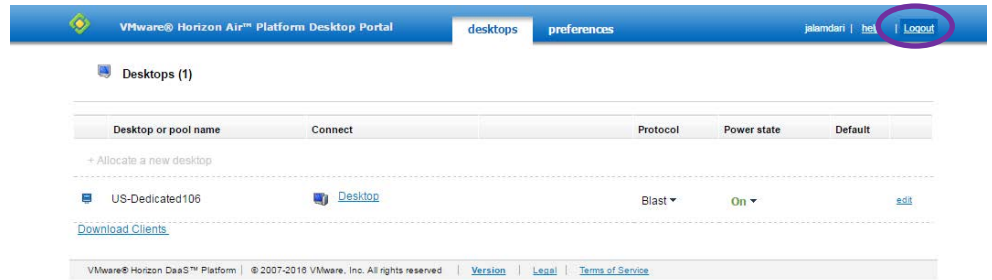 VMware® Horizon Air™ Platform Desktop Portal desktops preferences jalamdari | hel | Logout
Desktops (1)
Desktop or pool name Connect Protocol Power state Default
+ Allocate a new desktop
US-Dedicated106 Desktop Blast On edit
Download Clients
VMware® Horizon DaaS™ Platform | © 2007-2016 VMware, Inc. All rights reserved | Version | Legal | Terms of Service